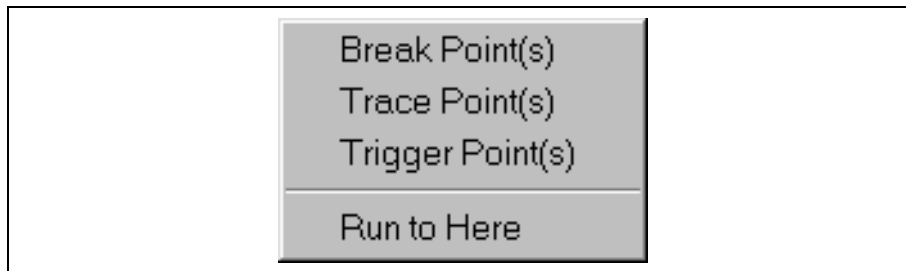 Break Point(s)
Trace Point(s)
Trigger Point(s)
Run to Here